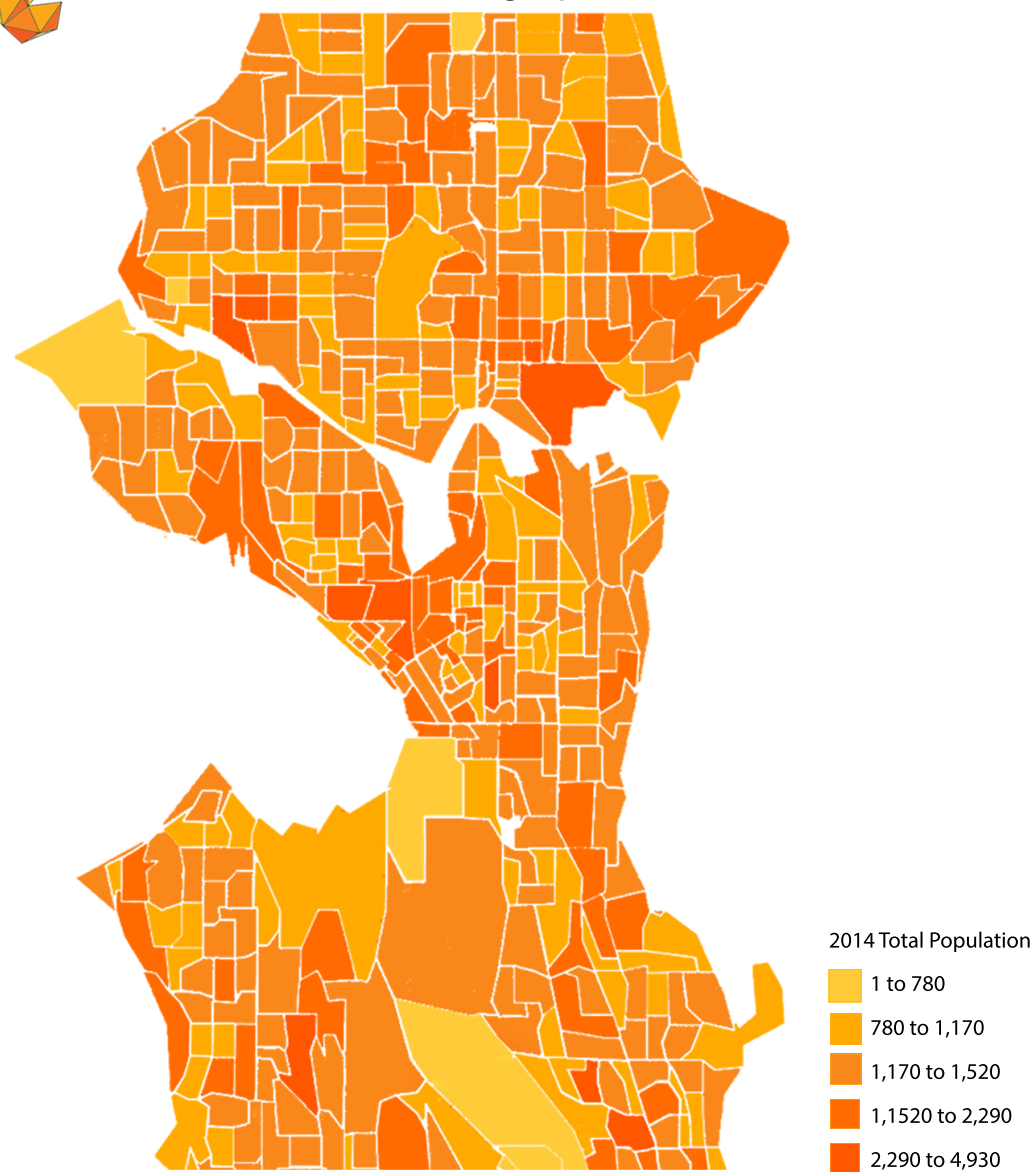 2014 Total Population
1 to 780
780 to 1,170
1,170 to 1,520
1,1520 to 2,290
2,290 to 4,930